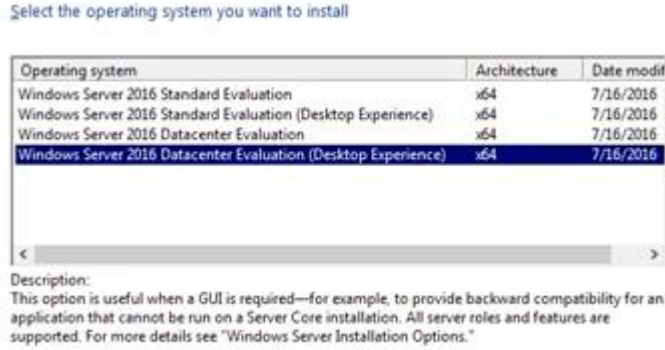 Select the operating system you want to install
Operating system Architecture Date modif
Windows Server 2016 Standard Evaluation x64 7/16/2016
Windows Server 2016 Standard Evaluation (Desktop Experience) x64 7/16/2016
Windows Server 2016 Datacenter Evaluation x64 7/16/2016
Windows Server 2016 Datacenter Evaluation (Desktop Experience) x64 7/16/2016
Description:
This option is useful when a GUI is required—for example, to provide backward compatibility for an
application that cannot be run on a Server Core installation. All server roles and features are
supported. For more details see "Windows Server Installation Options."